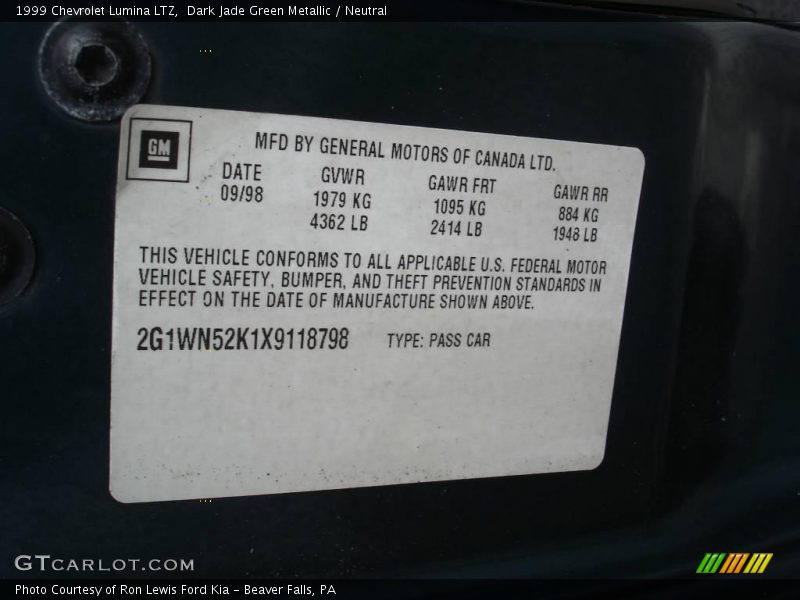 1999 Chevrolet Lumina LTZ, Dark Jade Green Metallic / Neutral
GM
MFD BY GENERAL MOTORS OF CANADA LTD.
DATE GVWR GAWR FRT GAWR RR
09/98 1979 KG 1095 KG 884 KG
4362 LB 2414 LB 1948 LB
THIS VEHICLE CONFORMS TO ALL APPLICABLE U.S. FEDERAL MOTOR
VEHICLE SAFETY, BUMPER, AND THEFT PREVENTION STANDARDS IN
EFFECT ON THE DATE OF MANUFACTURE SHOWN ABOVE.
2G1WN52K1X9118798 TYPE: PASS CAR
GTCARLOT.COM
Photo Courtesy of Ron Lewis Ford Kia - Beaver Falls, PA